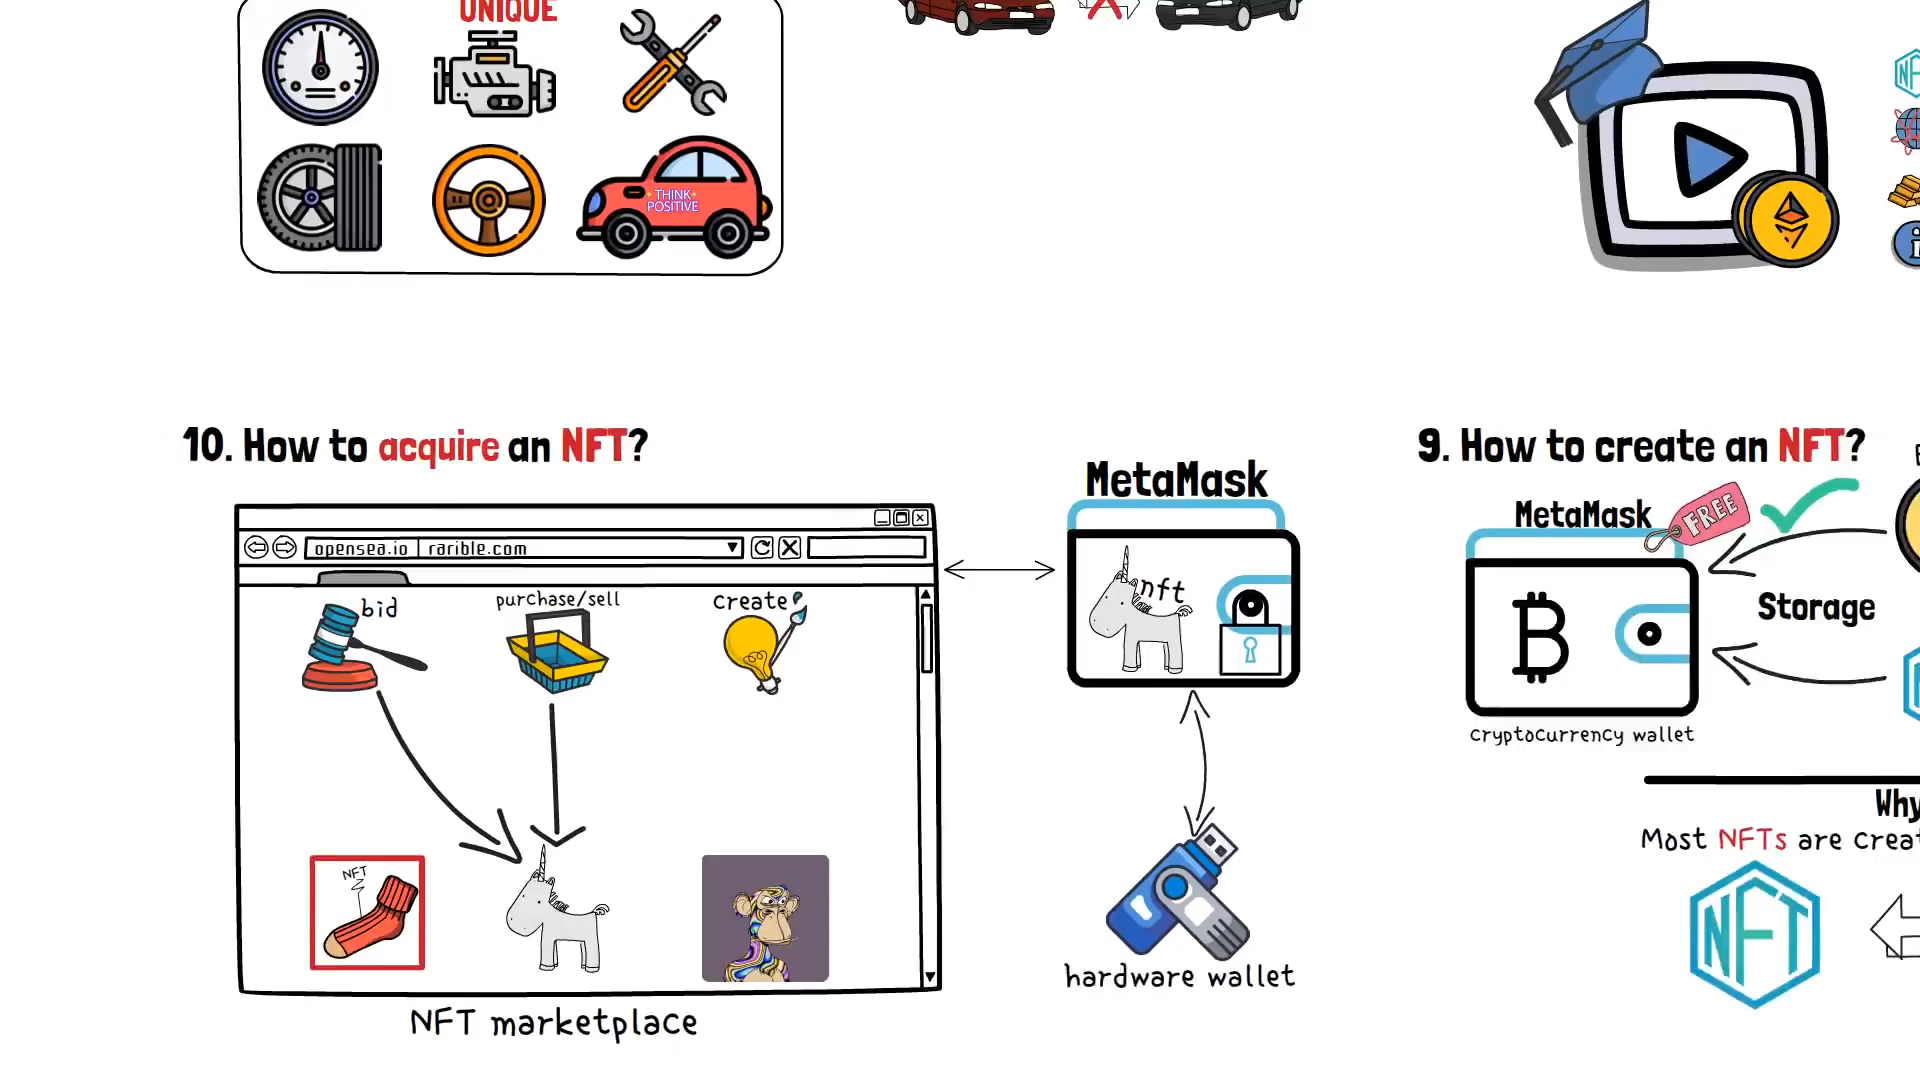 UNIQUE
THINK
POSITIVE
10. How to acquire an NFT?
opensea.io
rarible.com
bid
purchase/sell
create
NFT
NFT marketplace
MetaMask
nft
hardware wallet
9. How to create an NFT?
MetaMask
FREE
Storage
cryptocurrency wallet
Why
Most NFTs are crea
NFT